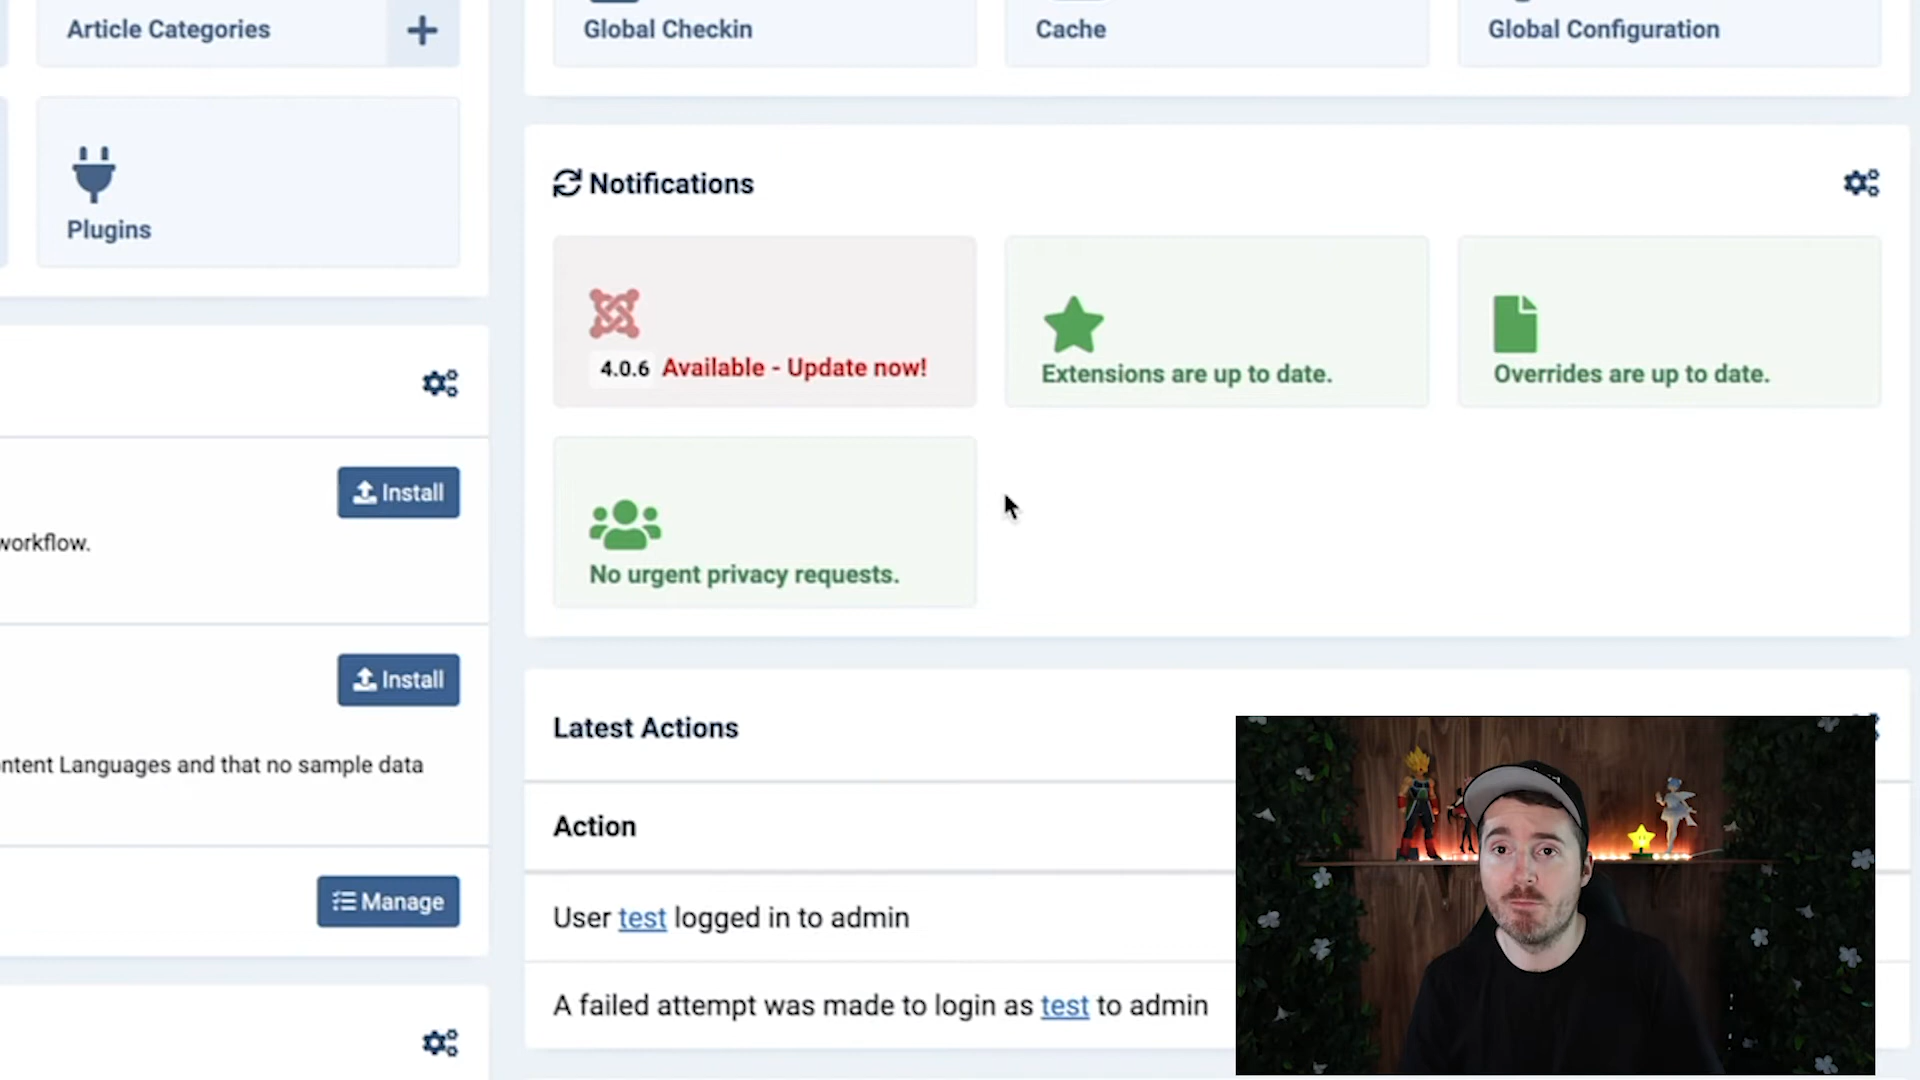 Article Categories
Global Checkin
Cache
Global Configuration
Plugins
Notifications
4.0.6 Available - Update now!
Extensions are up to date.
Overrides are up to date.
No urgent privacy requests.
Install
workflow.
Install
ntent Languages and that no sample data
Manage
Latest Actions
Action
User test logged in to admin
A failed attempt was made to login as test to admin